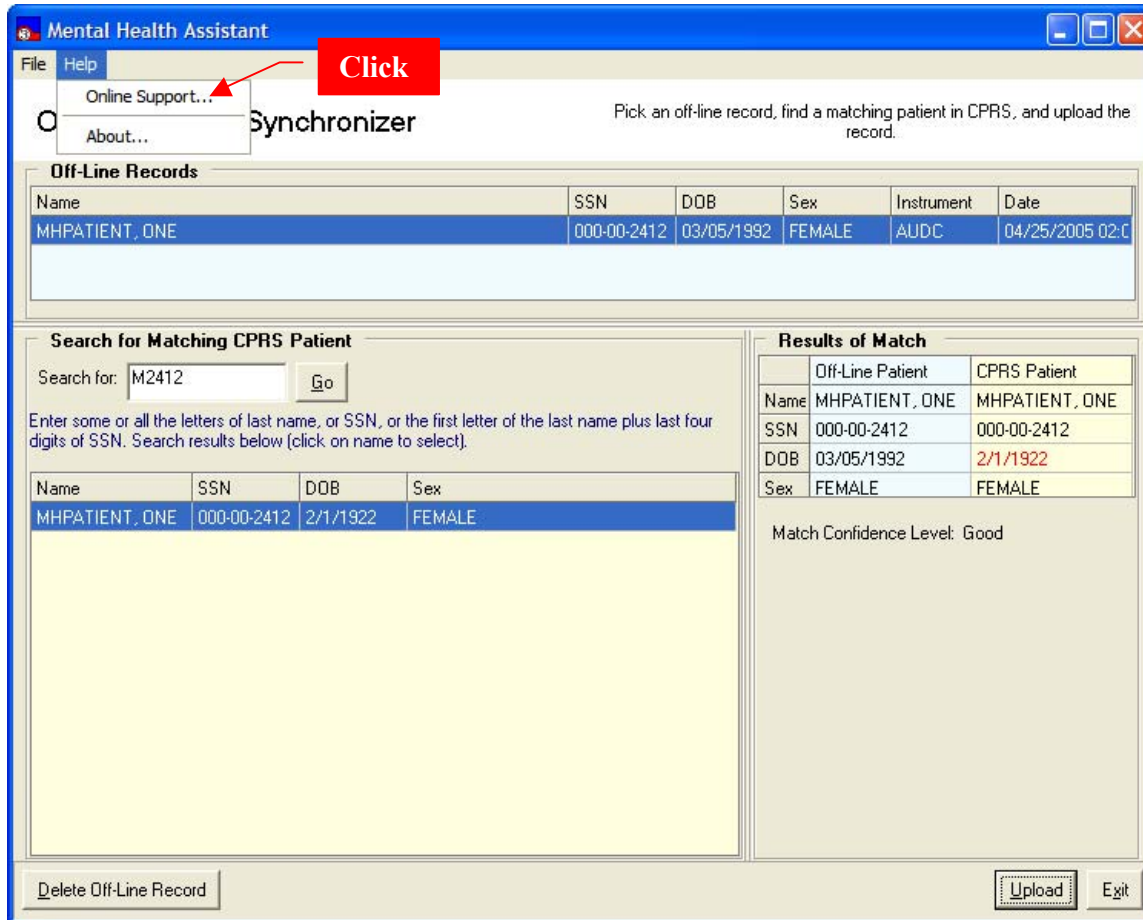 Mental Health Assistant
File Help
Click
Online Support...
About...
O Synchronizer
Pick an off-line record, find a matching patient in CPRS, and upload the
record.
Off-Line Records
Name SSN DOB Sex Instrument Date
MHPATIENT, ONE 000-00-2412 03/05/1992 FEMALE AUDC 04/25/2005 02:0
Search for Matching CPRS Patient
Search for: M2412 Go
Enter some or all the letters of last name, or SSN, or the first letter of the last name plus last four
digits of SSN. Search results below (click on name to select).
Name SSN DOB Sex
MHPATIENT, ONE 000-00-2412 2/1/1922 FEMALE
Results of Match
Off-Line Patient CPRS Patient
Name MHPATIENT, ONE MHPATIENT, ONE
SSN 000-00-2412 000-00-2412
DOB 03/05/1992 2/1/1922
Sex FEMALE FEMALE
Match Confidence Level: Good
Delete Off-Line Record Upload Exit